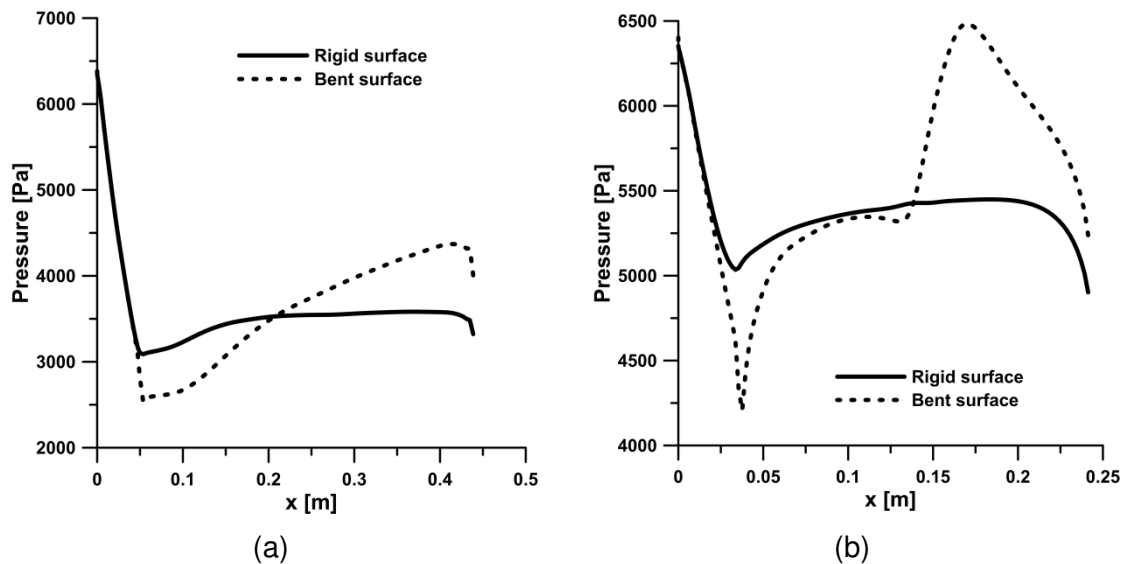 7000
6000
5000
4000
3000
2000
Pressure [Pa]
Rigid surface
Bent surface
0
0.1
0.2
0.3
0.4
0.5
x [m]
(a)
6500
6000
5500
5000
4500
4000
Pressure [Pa]
Rigid surface
Bent surface
0
0.05
0.1
0.15
0.2
0.25
x [m]
(b)